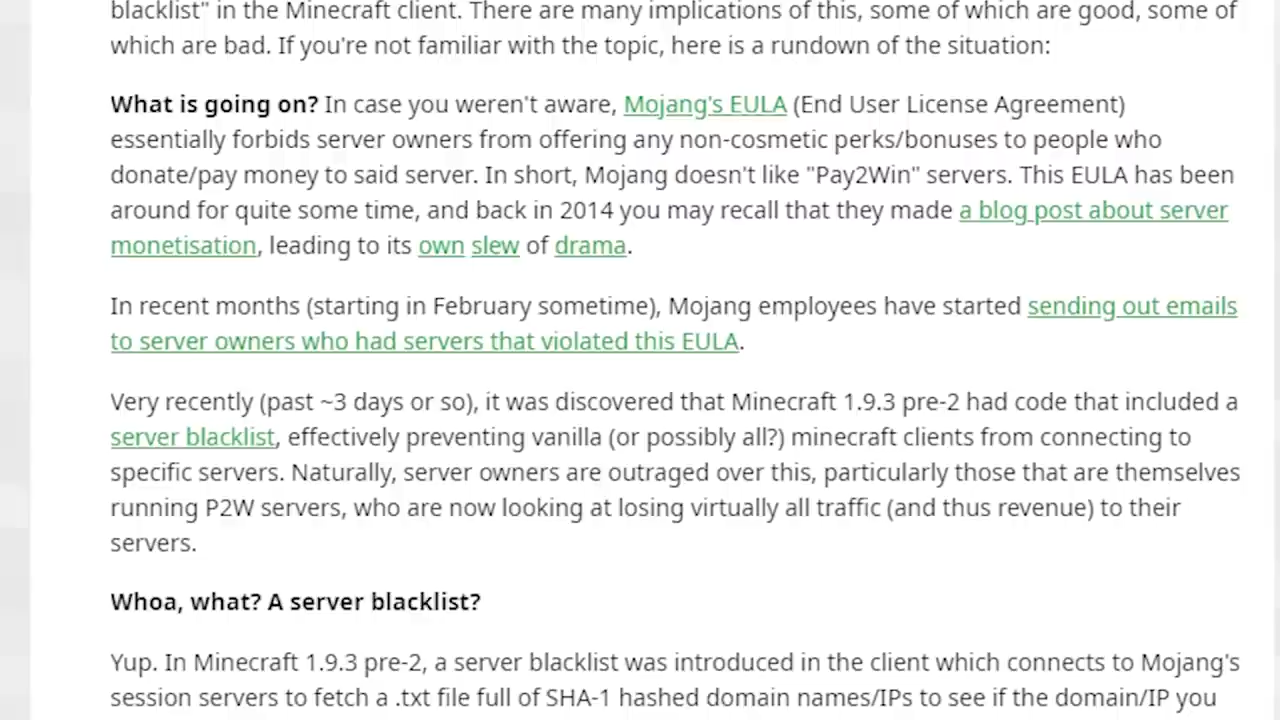 blacklist" in the Minecraft client. There are many implications of this, some of which are good, some of
which are bad. If you're not familiar with the topic, here is a rundown of the situation:
What is going on? In case you weren't aware, Mojang's EULA (End User License Agreement)
essentially forbids server owners from offering any non-cosmetic perks/bonuses to people who
donate/pay money to said server. In short, Mojang doesn't like "Pay2Win" servers. This EULA has been
around for quite some time, and back in 2014 you may recall that they made a blog post about server
monetisation, leading to its own slew of drama.
In recent months (starting in February sometime), Mojang employees have started sending out emails
to server owners who had servers that violated this EULA.
Very recently (past ~3 days or so), it was discovered that Minecraft 1.9.3 pre-2 had code that included a
server blacklist, effectively preventing vanilla (or possibly all?) minecraft clients from connecting to
specific servers. Naturally, server owners are outraged over this, particularly those that are themselves
running P2W servers, who are now looking at losing virtually all traffic (and thus revenue) to their
servers.
Whoa, what? A server blacklist?
Yup. In Minecraft 1.9.3 pre-2, a server blacklist was introduced in the client which connects to Mojang's
session servers to fetch a .txt file full of SHA-1 hashed domain names/IPs to see if the domain/IP you